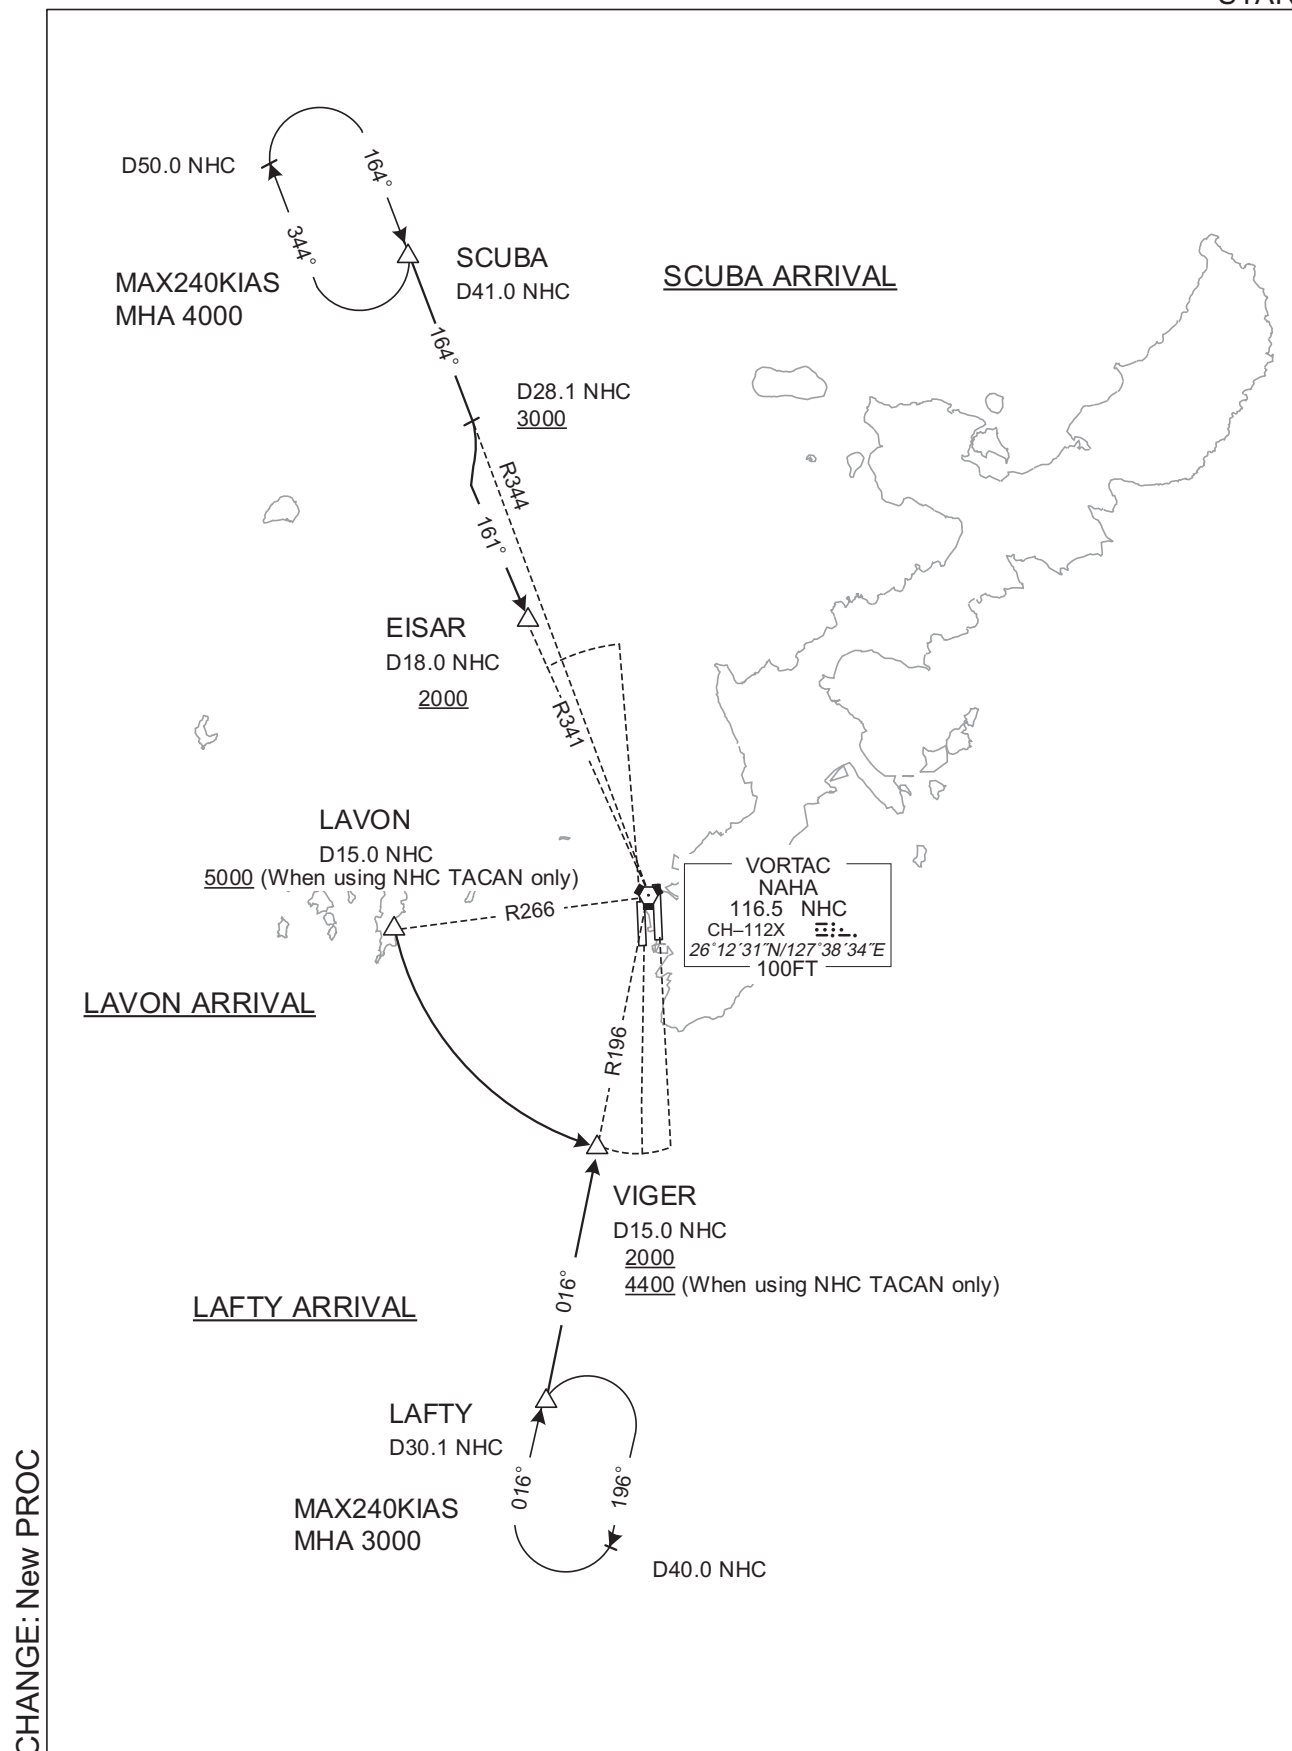 D50.0 NHC
164°
344°
MAX240KIAS
MHA 4000
SCUBA
D41.0 NHC
SCUBA ARRIVAL
164°
D28.1 NHC
3000
R344
161°
EISAR
D18.0 NHC
2000
R341
LAVON
D15.0 NHC
5000 (When using NHC TACAN only)
R266
VORTAC
NAHA
116.5 NHC
CH–112X
26°12´31˝N/127°38´34˝E
100FT
LAVON ARRIVAL
R196
VIGER
D15.0 NHC
2000
4400 (When using NHC TACAN only)
016°
LAFTY ARRIVAL
LAFTY
D30.1 NHC
016°
196°
MAX240KIAS
MHA 3000
D40.0 NHC
CHANGE: New PROC